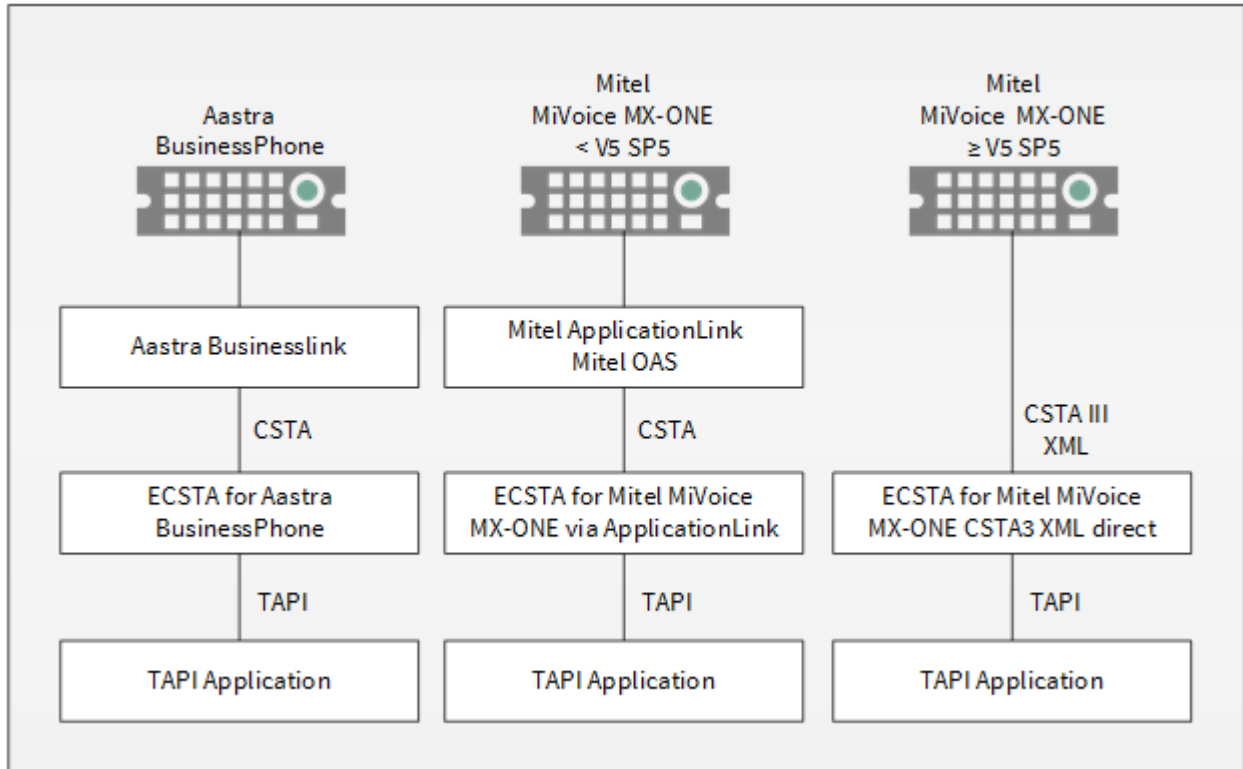 Aastra
BusinessPhone
Mitel
MiVoice MX-ONE
< V5 SP5
Mitel
MiVoice MX-ONE
≥ V5 SP5
Aastra Businesslink
Mitel ApplicationLink
Mitel OAS
CSTA
CSTA
CSTA III
XML
ECSTA for Aastra
BusinessPhone
ECSTA for Mitel MiVoice
MX-ONE via ApplicationLink
ECSTA for Mitel MiVoice
MX-ONE CSTA3 XML direct
TAPI
TAPI
TAPI
TAPI Application
TAPI Application
TAPI Application